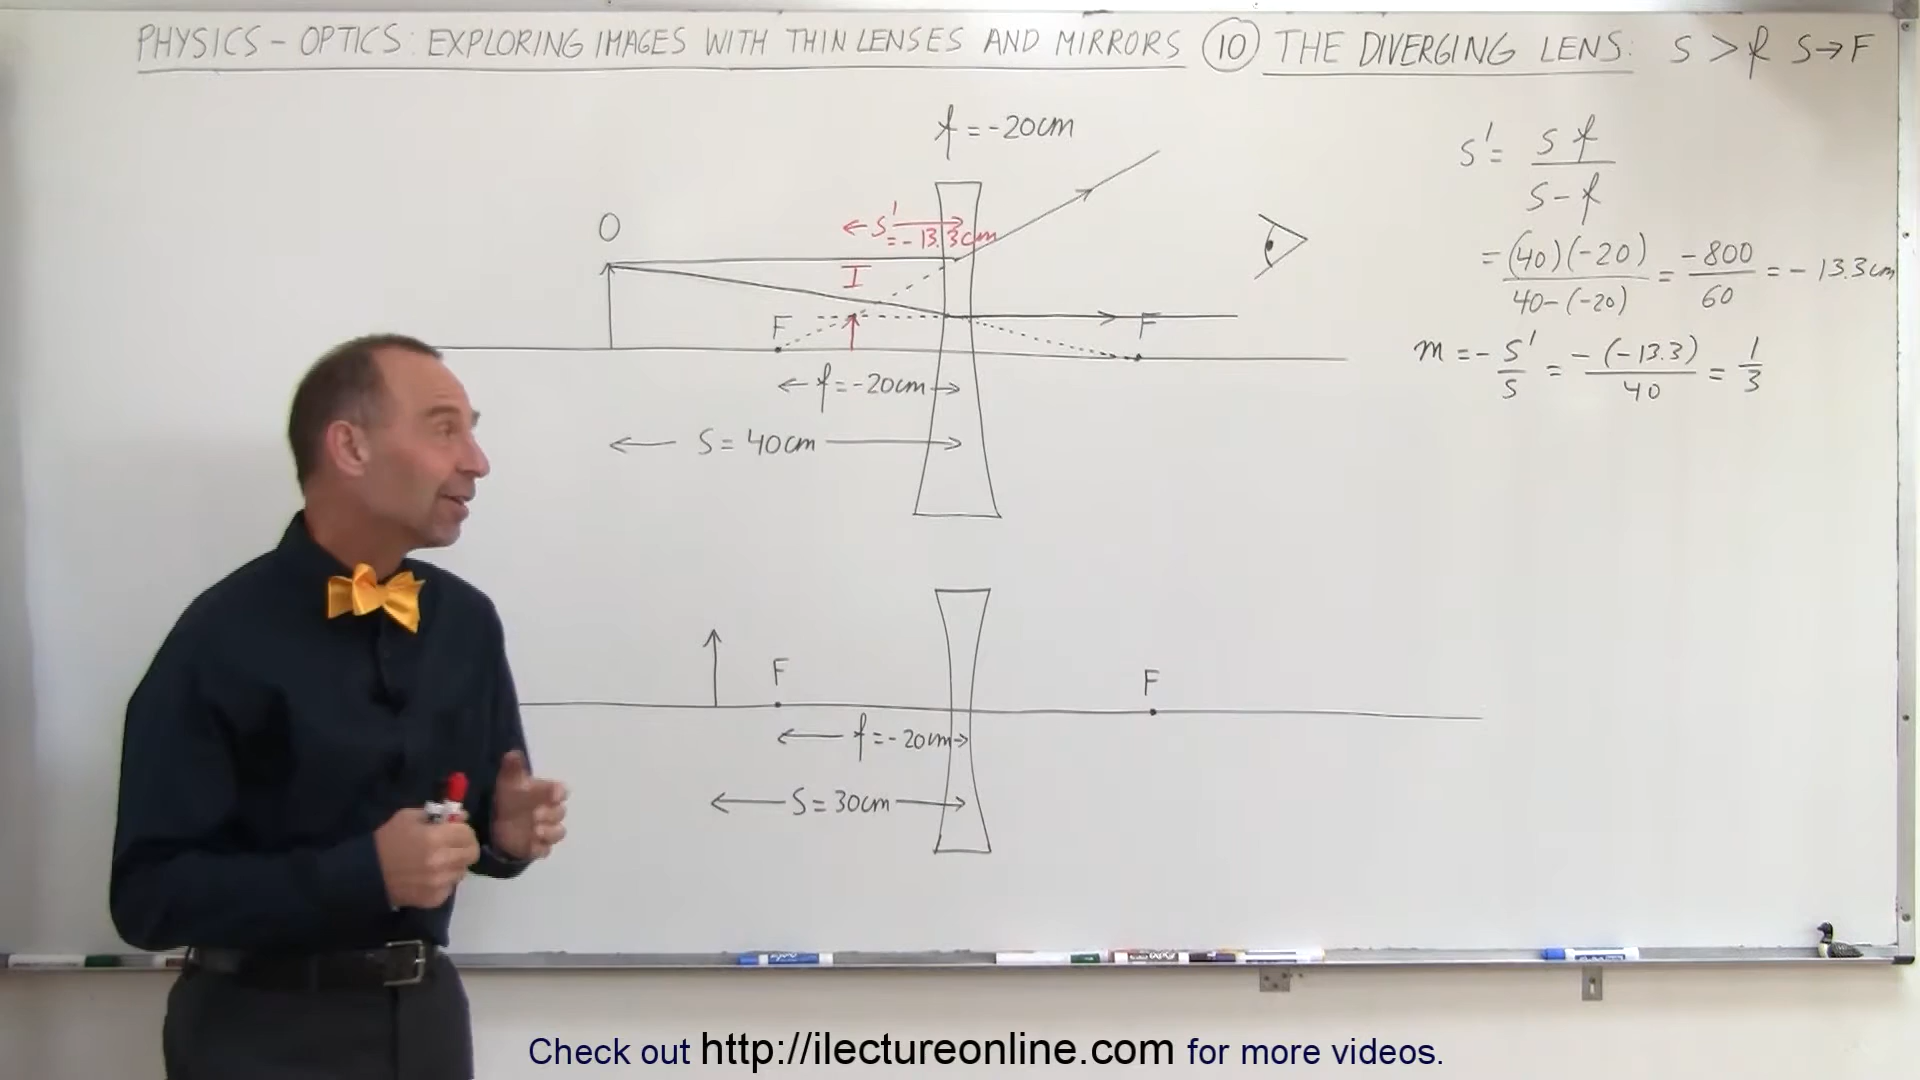 PHYSICS - OPTICS: EXPLORING IMAGES WITH THIN LENSES AND MIRRORS (10) THE DIVERGING LENS: S > f S → F
f = -20cm
S' = S f / S - f
O
← S' →
= - 13.3cm
= (40)(-20) / 40-(-20) = -800 / 60 = - 13.3cm
I
F
F
m = - S' / S = - (-13.3) / 40 = 1 / 3
← f = -20cm →
← S = 40cm →
F
F
← f = -20cm →
← S = 30cm →
Check out http://ilectureonline.com for more videos.